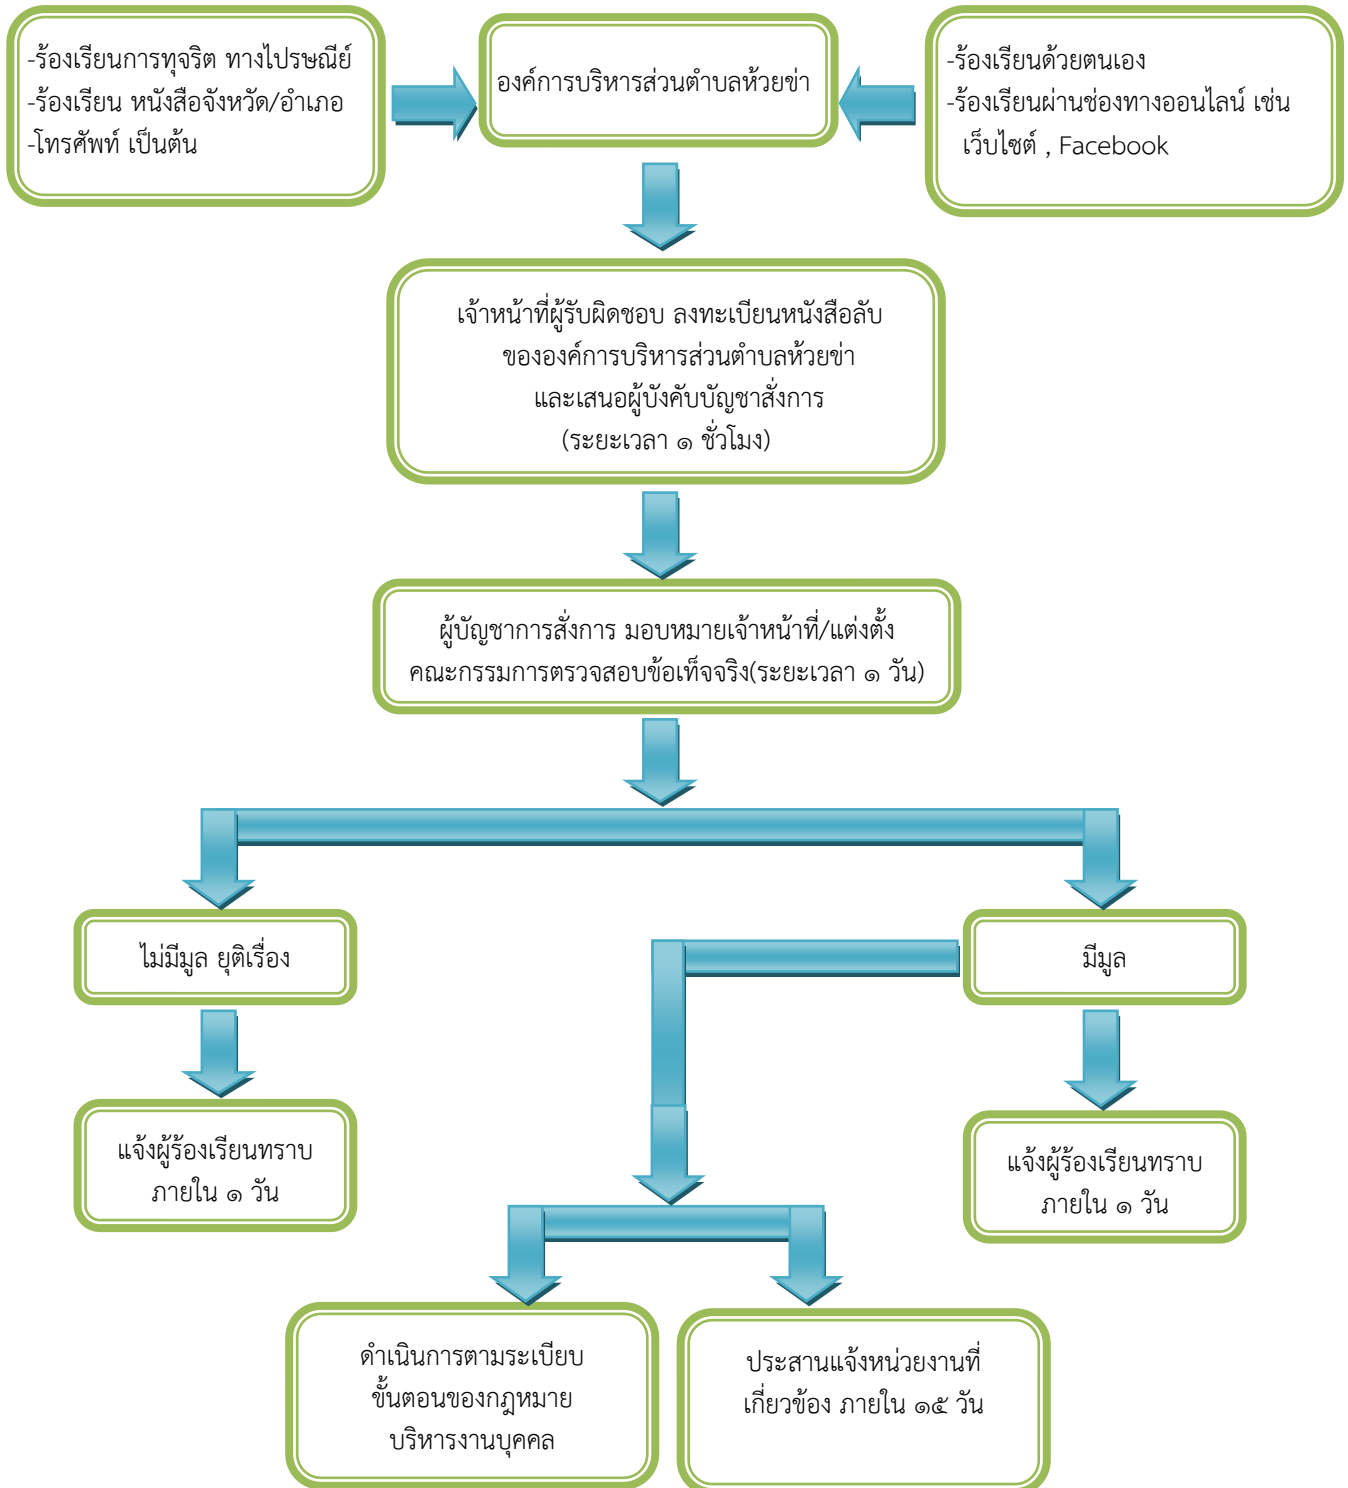 -ร้องเรียนการทุจริต ทางไปรษณีย์
-ร้องเรียน หนังสือจังหวัด/อำเภอ
-โทรศัพท์ เป็นต้น
องค์การบริหารส่วนตำบลห้วยข่า
-ร้องเรียนด้วยตนเอง
-ร้องเรียนผ่านช่องทางออนไลน์ เช่น
เว็บไซต์ , Facebook
เจ้าหน้าที่ผู้รับผิดชอบ ลงทะเบียนหนังสือลับ
ขององค์การบริหารส่วนตำบลห้วยข่า
และเสนอผู้บังคับบัญชาสั่งการ
(ระยะเวลา ๑ ชั่วโมง)
ผู้บัญชาการสั่งการ มอบหมายเจ้าหน้าที่/แต่งตั้ง
คณะกรรมการตรวจสอบข้อเท็จจริง(ระยะเวลา ๑ วัน)
ไม่มีมูล ยุติเรื่อง
มีมูล
แจ้งผู้ร้องเรียนทราบ
ภายใน ๑ วัน
แจ้งผู้ร้องเรียนทราบ
ภายใน ๑ วัน
ดำเนินการตามระเบียบ
ขั้นตอนของกฎหมาย
บริหารงานบุคคล
ประสานแจ้งหน่วยงานที่
เกี่ยวข้อง ภายใน ๑๕ วัน